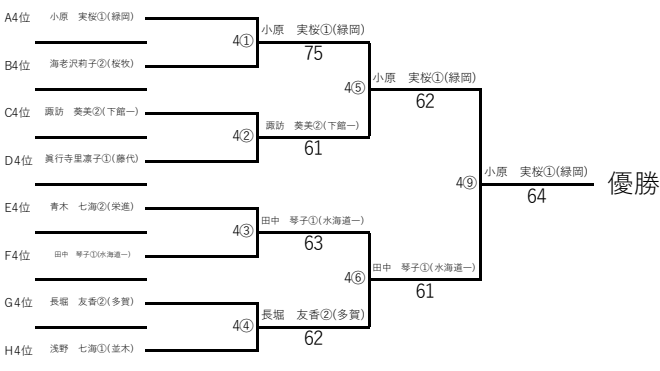 A4位 小原　実桜①(緑岡)
4① 小原　実桜①(緑岡)
75
B4位 海老沢莉子②(桜牧)
4⑤ 小原　実桜①(緑岡)
62
C4位 諏訪　葵美②(下館一)
4② 諏訪　葵美②(下館一)
61
D4位 眞行寺里凛子①(藤代)
4⑨ 小原　実桜①(緑岡)
64
優勝
E4位 青木　七海②(栄進)
4③ 田中　琴子①(水海道一)
63
F4位 田中　琴子①(水海道一)
4⑥ 田中　琴子①(水海道一)
61
G4位 長堀　友香②(多賀)
4④ 長堀　友香②(多賀)
62
H4位 浅野　七海①(並木)